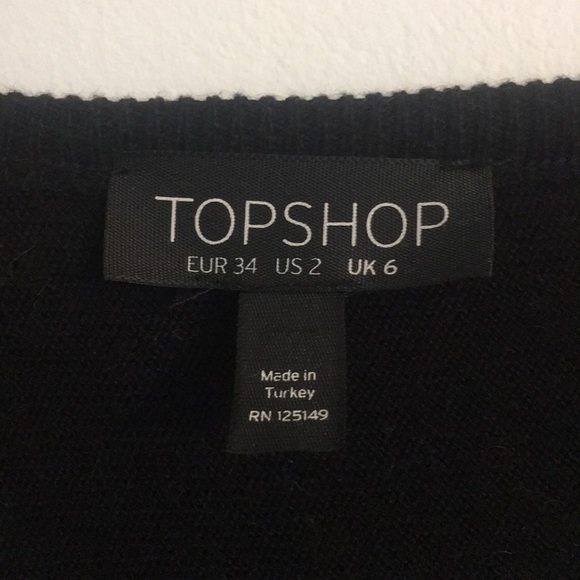 TOPSHOP
EUR 34 US 2 UK 6
Made in
Turkey
RN 125149